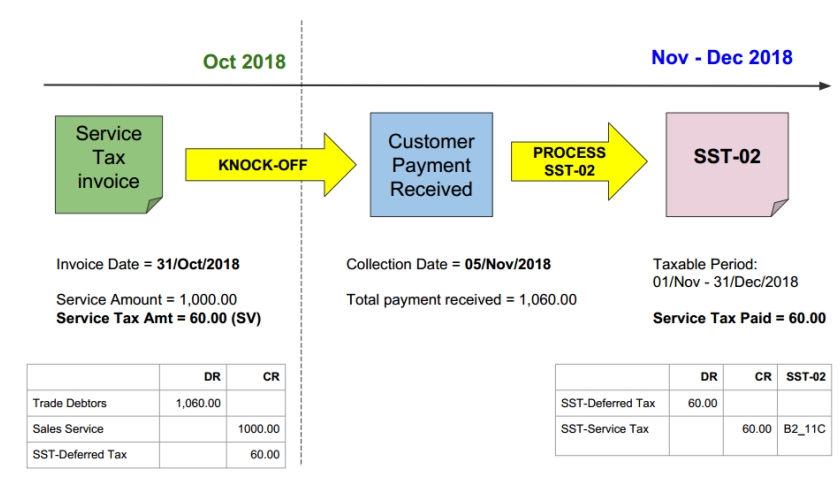 Oct 2018
Nov - Dec 2018
Service
Tax
invoice
KNOCK-OFF
Customer
Payment
Received
PROCESS
SST-02
SST-02
Invoice Date = 31/Oct/2018
Service Amount = 1,000.00
Service Tax Amt = 60.00 (SV)
Collection Date = 05/Nov/2018
Total payment received = 1,060.00
Taxable Period:
01/Nov - 31/Dec/2018
Service Tax Paid = 60.00
DR CR
Trade Debtors 1,060.00
Sales Service 1000.00
SST-Deferred Tax 60.00
DR CR SST-02
SST-Deferred Tax 60.00
SST-Service Tax 60.00 B2_11C